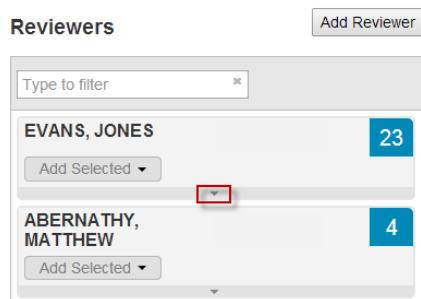 Reviewers
Add Reviewer
Type to filter
EVANS, JONES
23
Add Selected
ABERNATHY,
MATTHEW
4
Add Selected